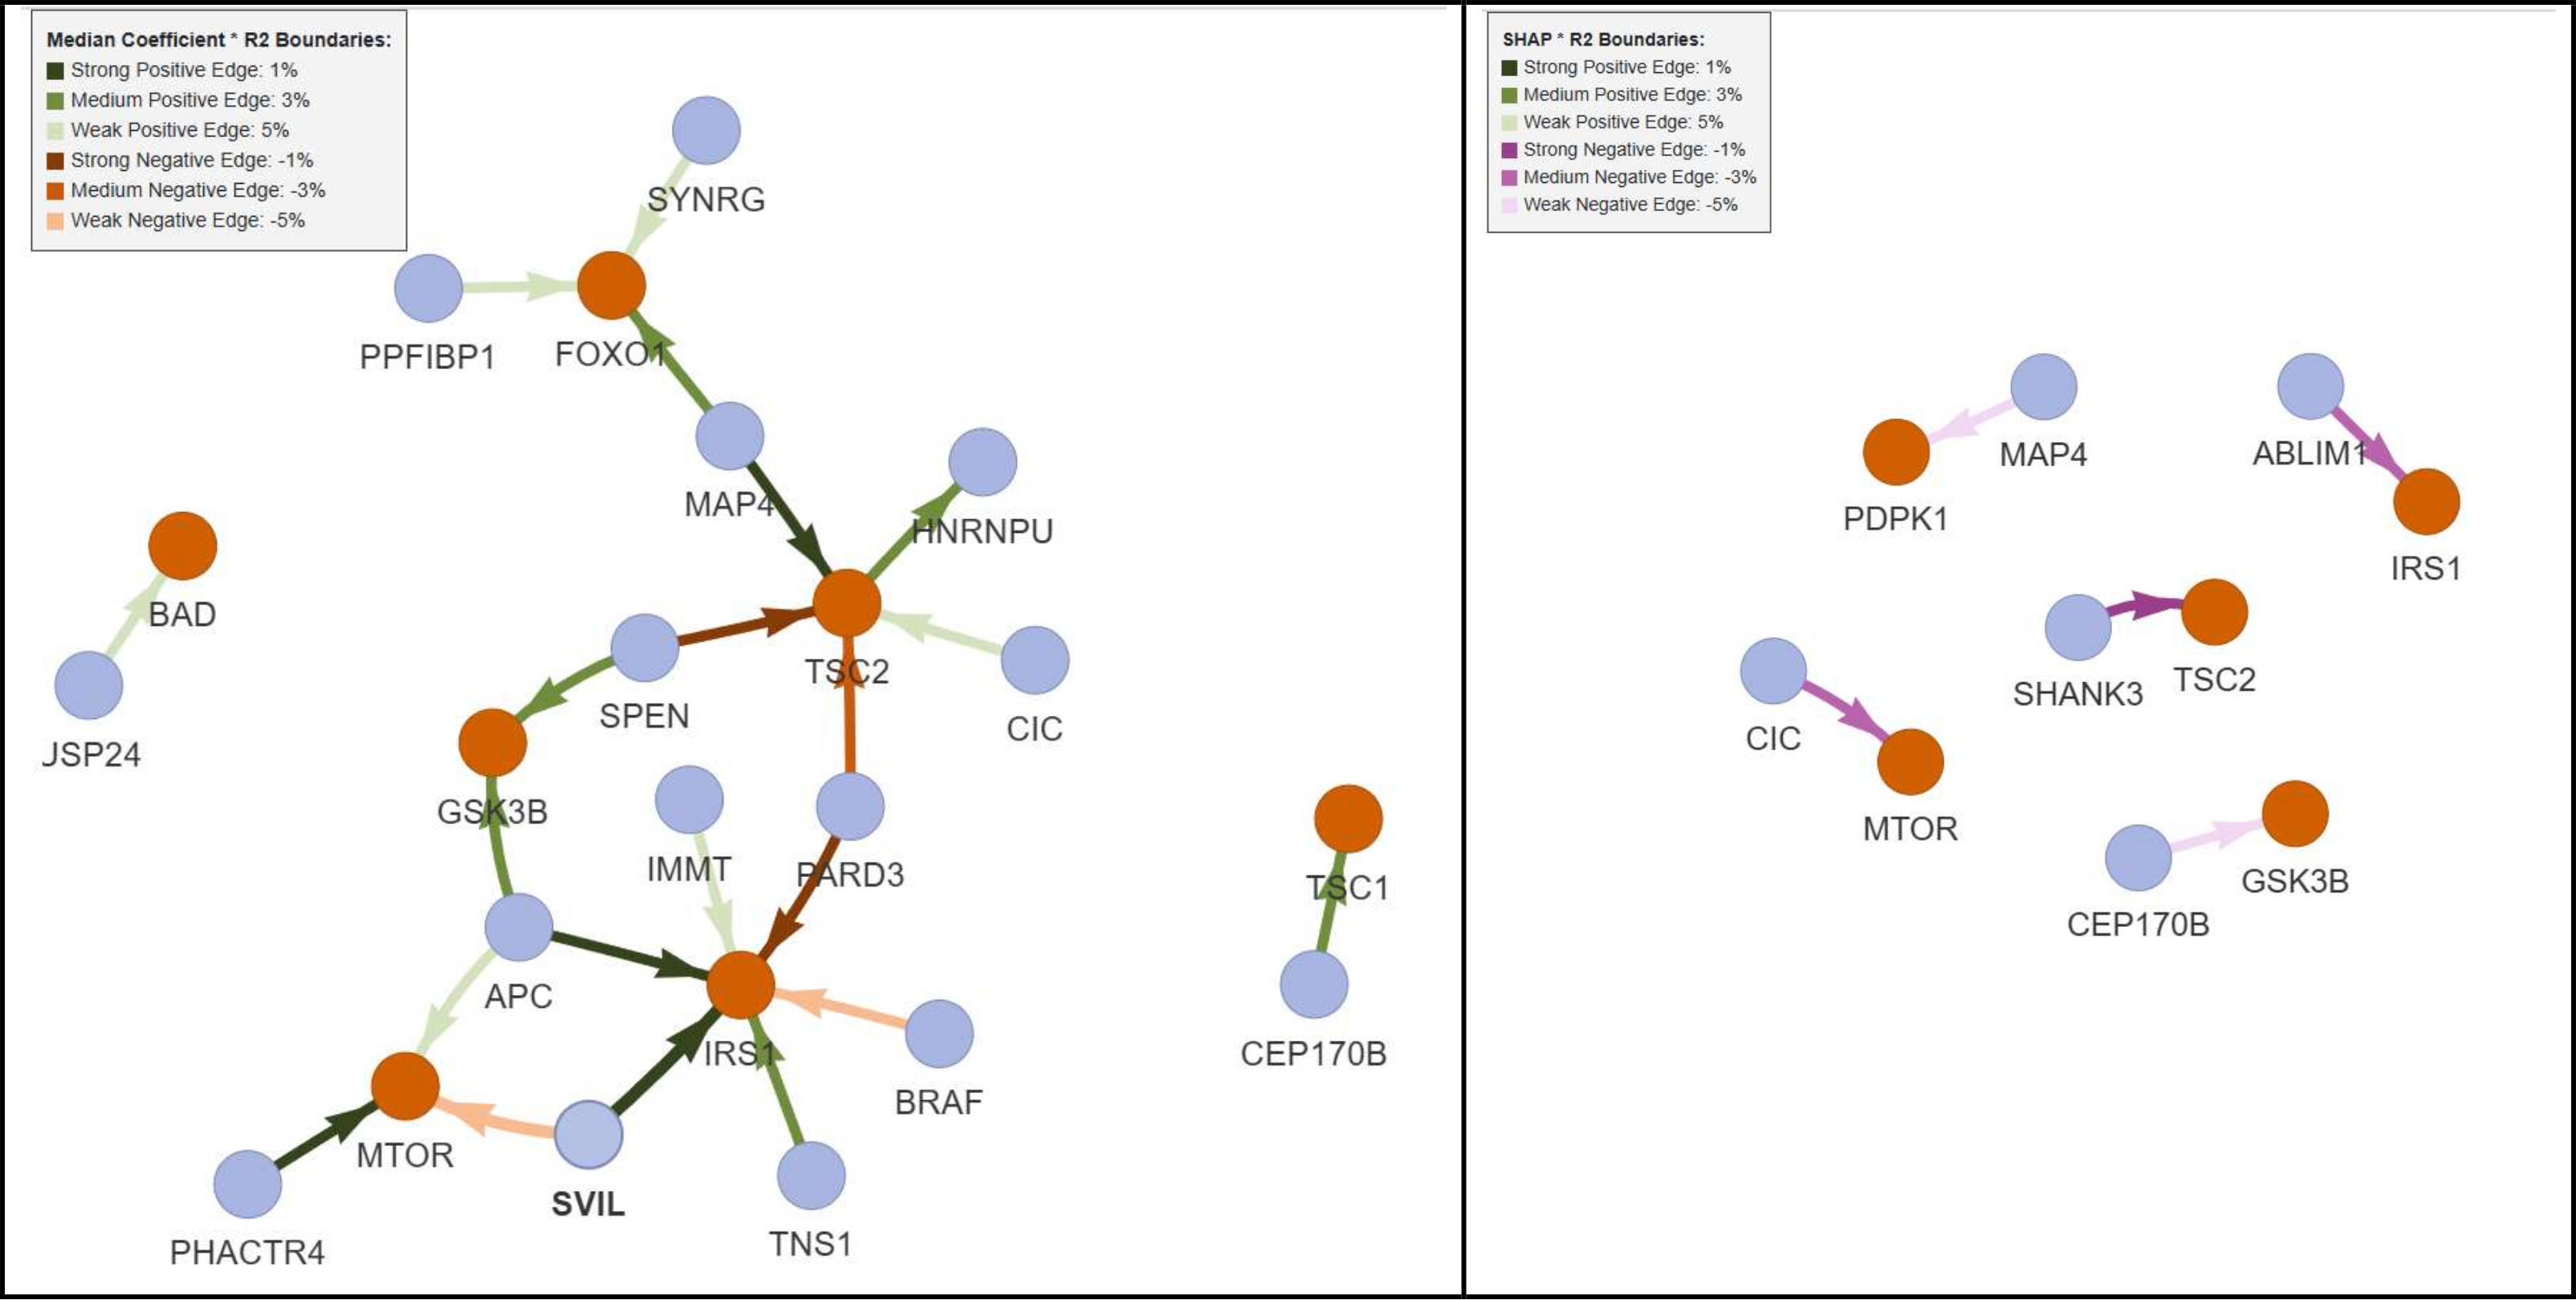 Median Coefficient * R2 Boundaries:
Strong Positive Edge: 1%
Medium Positive Edge: 3%
Weak Positive Edge: 5%
Strong Negative Edge: -1%
Medium Negative Edge: -3%
Weak Negative Edge: -5%
SYNRG
PPFIBP1
FOXO1
MAP4
HNRNPU
BAD
TSC2
SPEN
CIC
JSP24
GSK3B
IMMT
PARD3
TSC1
APC
IRS1
CEP170B
BRAF
MTOR
SVIL
TNS1
PHACTR4
SHAP * R2 Boundaries:
Strong Positive Edge: 1%
Medium Positive Edge: 3%
Weak Positive Edge: 5%
Strong Negative Edge: -1%
Medium Negative Edge: -3%
Weak Negative Edge: -5%
MAP4
ABLIM1
PDPK1
IRS1
SHANK3
TSC2
CIC
MTOR
GSK3B
CEP170B